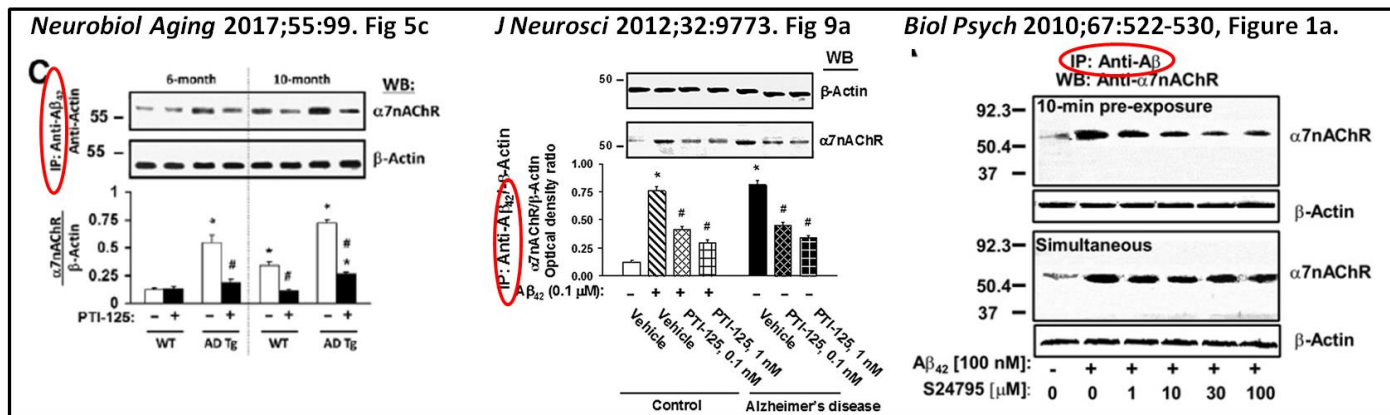 Neurobiol Aging 2017;55:99. Fig 5c
C
6-month 10-month WB:
IP: Anti-Aβ42
Anti-Actin
55
α7nAChR
55
β-Actin
α7nAChR
β-Actin
1
0.75
0.5
0.25
0
* # * # * # *
PTI-125: – + – + – + – +
WT AD Tg WT AD Tg
J Neurosci 2012;32:9773. Fig 9a
WB
50
β-Actin
50
α7nAChR
IP: Anti-Aβ42/β-Actin
α7nAChR/β-Actin
Optical density ratio
1.00
0.75
0.50
0.25
0.00
* # # * # #
Aβ42 (0.1 μM): – + + + – – –
Vehicle
Vehicle
PTI-125, 0.1 nM
PTI-125, 1 nM
Vehicle
PTI-125, 0.1 nM
PTI-125, 1 nM
Control Alzheimer's disease
Biol Psych 2010;67:522-530, Figure 1a.
IP: Anti-Aβ
WB: Anti-α7nAChR
10-min pre-exposure
92.3
50.4
37
α7nAChR
β-Actin
Simultaneous
92.3
50.4
37
α7nAChR
β-Actin
Aβ42 [100 nM] - + + + + +
S24795 [μM] 0 0 1 10 30 100